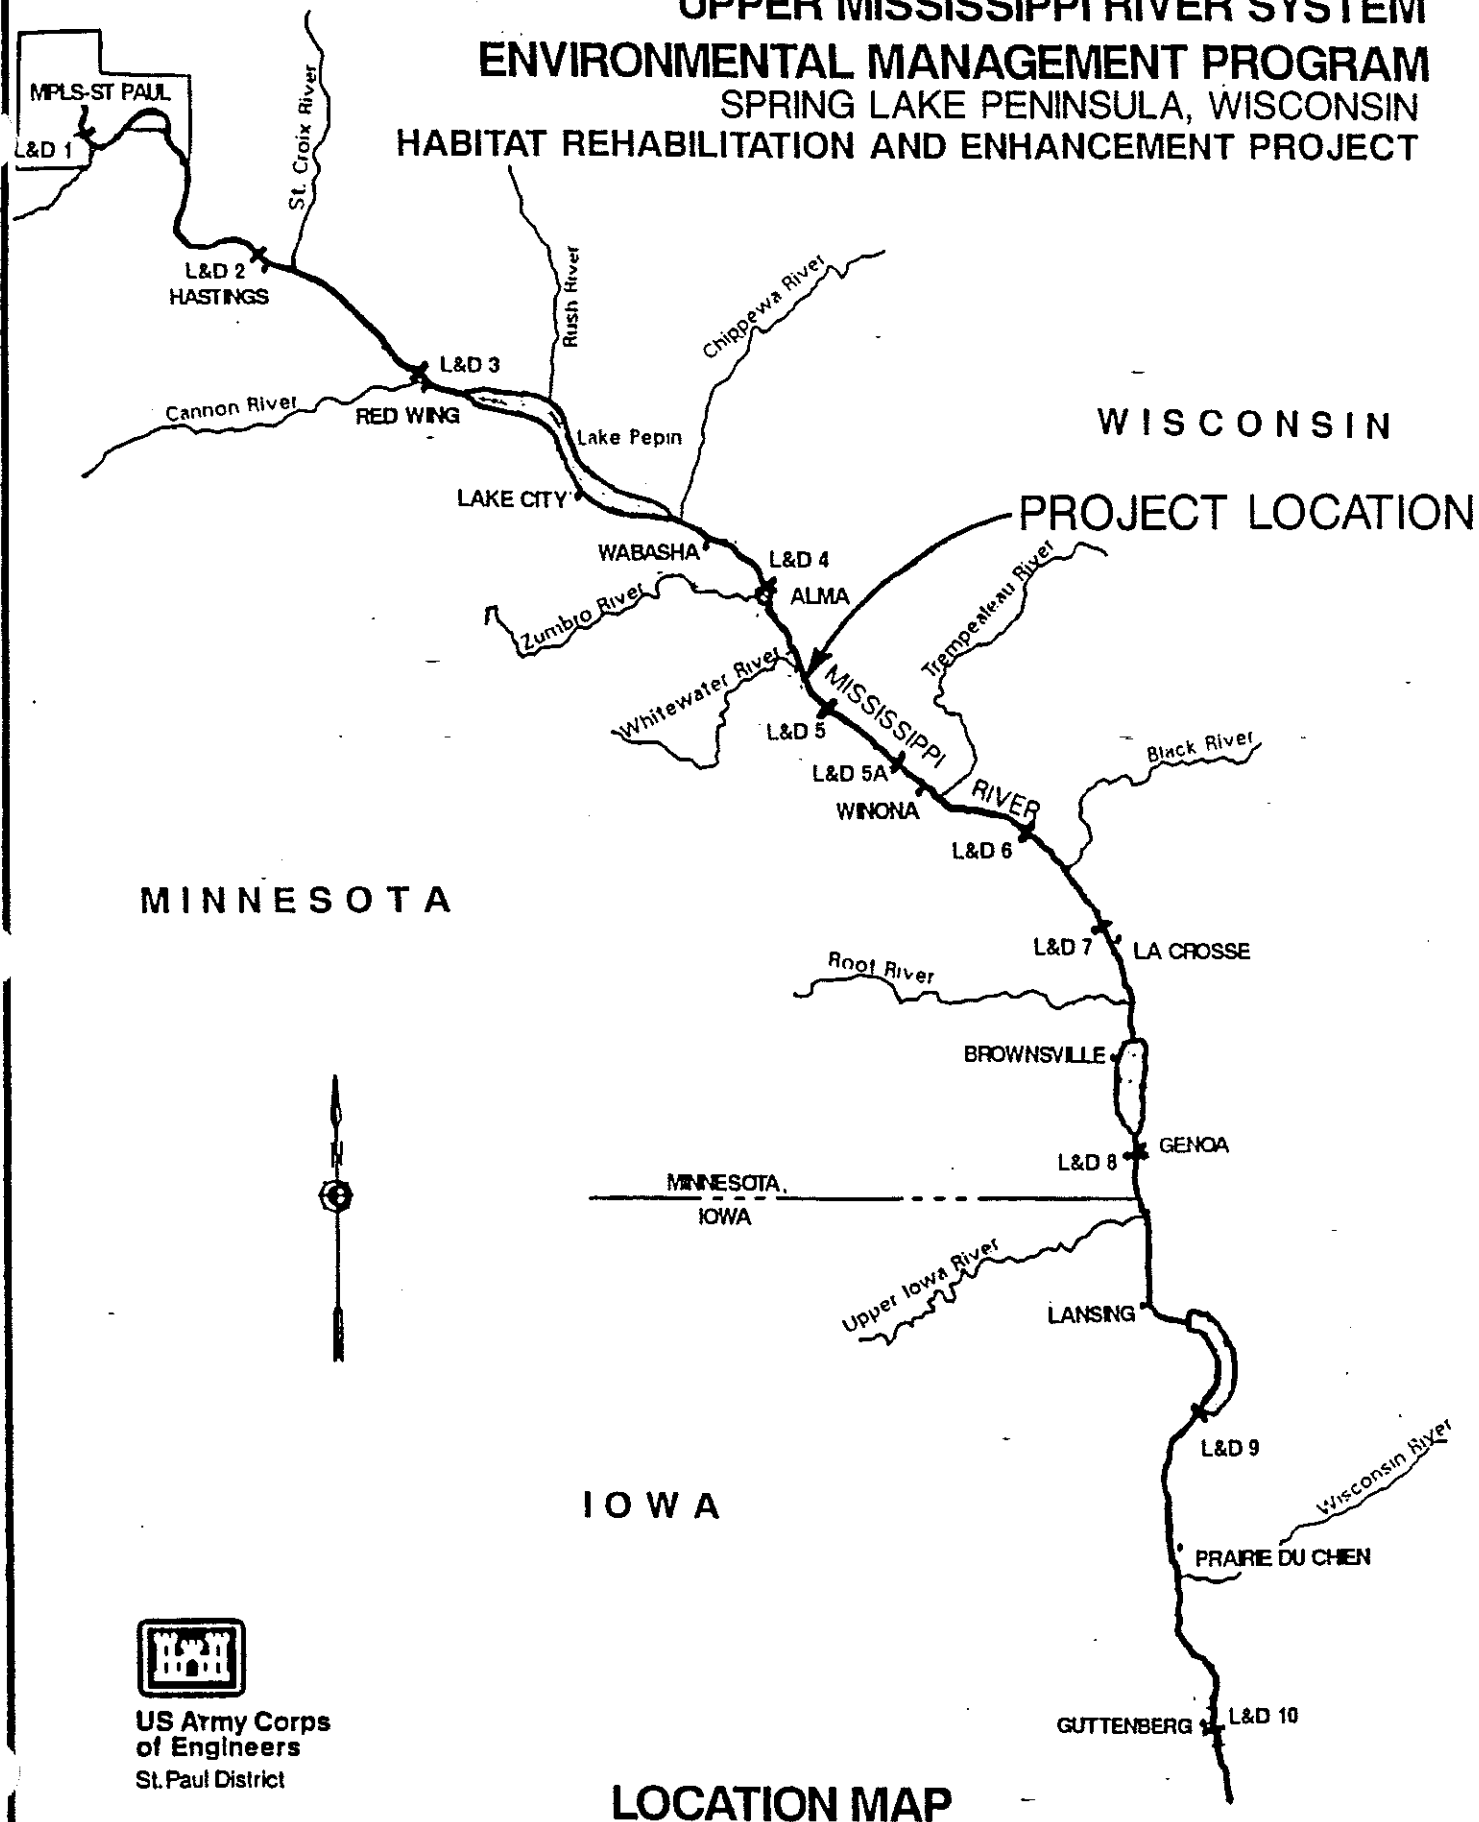 UPPER MISSISSIPPI RIVER SYSTEM
ENVIRONMENTAL MANAGEMENT PROGRAM
SPRING LAKE PENINSULA, WISCONSIN
HABITAT REHABILITATION AND ENHANCEMENT PROJECT
MPLS-ST PAUL
L&D 1
St. Croix River
L&D 2
HASTINGS
Rush River
Chippewa River
L&D 3
Cannon River
RED WING
WISCONSIN
Lake Pepin
LAKE CITY
PROJECT LOCATION
WABASHA
L&D 4
ALMA
Zumbro River
Trempealeau River
Whitewater River
MISSISSIPPI
RIVER
L&D 5
L&D 5A
WINONA
Black River
L&D 6
MINNESOTA
L&D 7
LA CROSSE
Root River
BROWNSVILLE
N
GENOA
L&D 8
MINNESOTA
IOWA
Upper Iowa River
LANSING
L&D 9
Wisconsin River
IOWA
PRAIRIE DU CHIEN
US Army Corps
of Engineers
St. Paul District
GUTTENBERG
L&D 10
LOCATION MAP